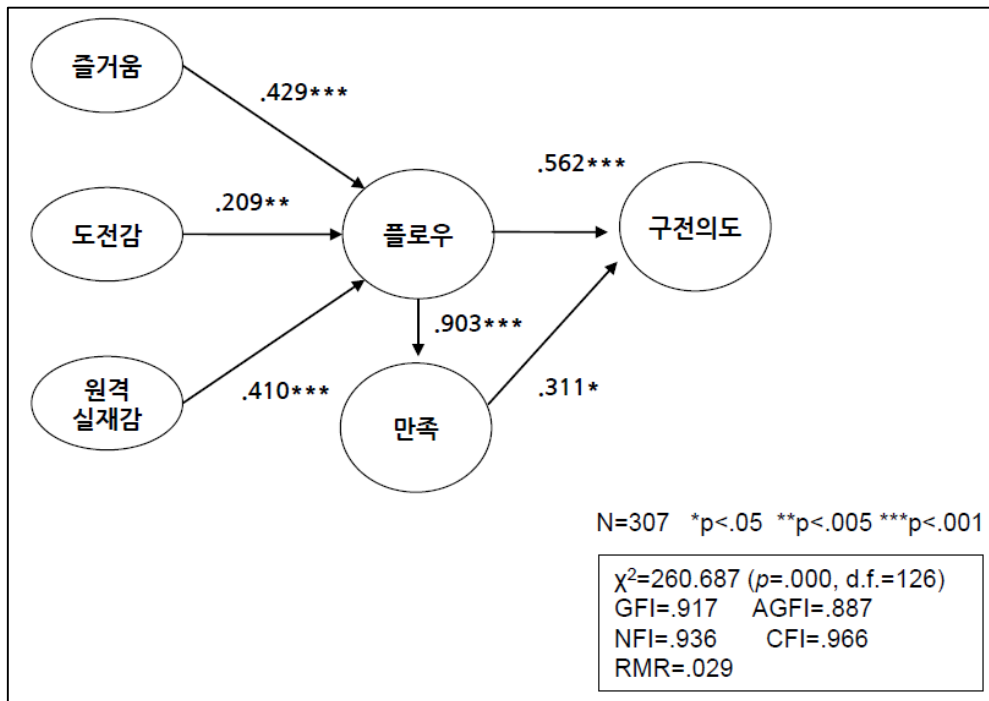 즐거움
.429***
.562***
도전감
.209**
플로우
구전의도
.903***
원격
실재감
.410***
만족
.311*
N=307 *p<.05 **p<.005 ***p<.001
χ²=260.687 (p=.000, d.f.=126)
GFI=.917 AGFI=.887
NFI=.936 CFI=.966
RMR=.029